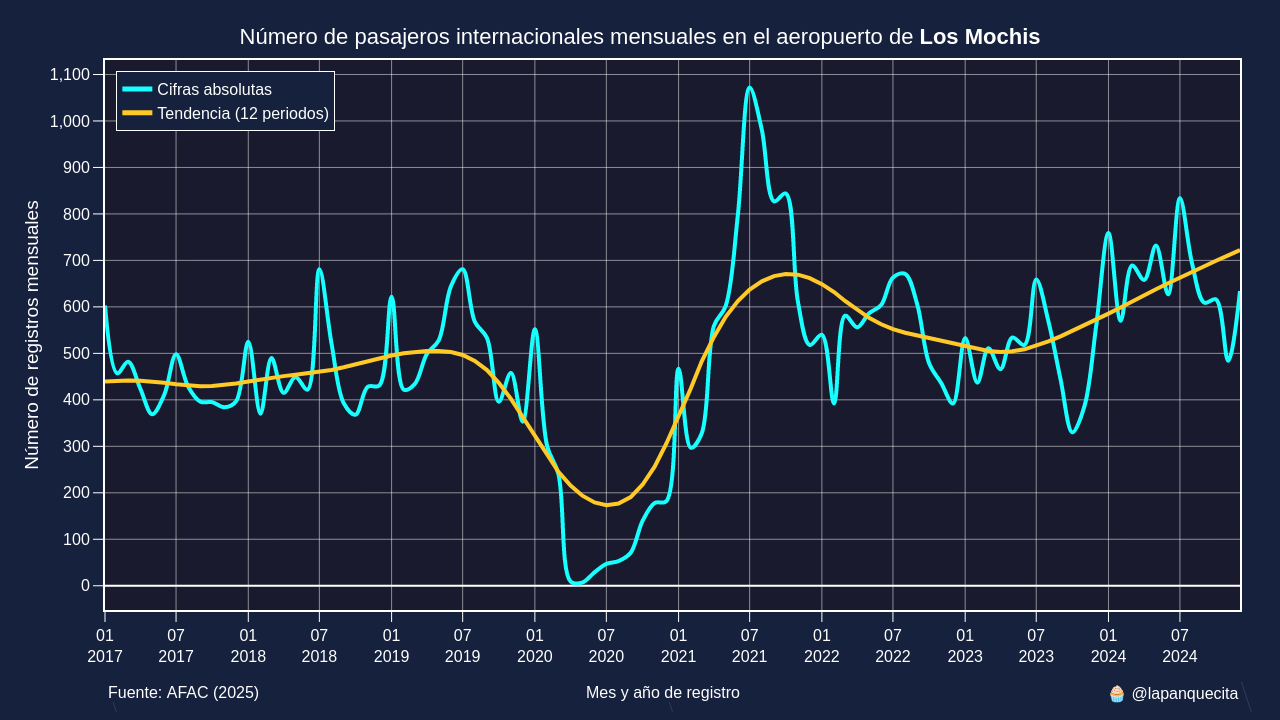 Número de pasajeros internacionales mensuales en el aeropuerto de Los Mochis
Cifras absolutas
Tendencia (12 periodos)
Número de registros mensuales
1,100
1,000
900
800
700
600
500
400
300
200
100
0
01 07 01 07 01 07 01 07 01 07 01 07 01 07 01 07
2017 2017 2018 2018 2019 2019 2020 2020 2021 2021 2022 2022 2023 2023 2024 2024
Fuente: AFAC (2025)
Mes y año de registro
🧁 @lapanquecita